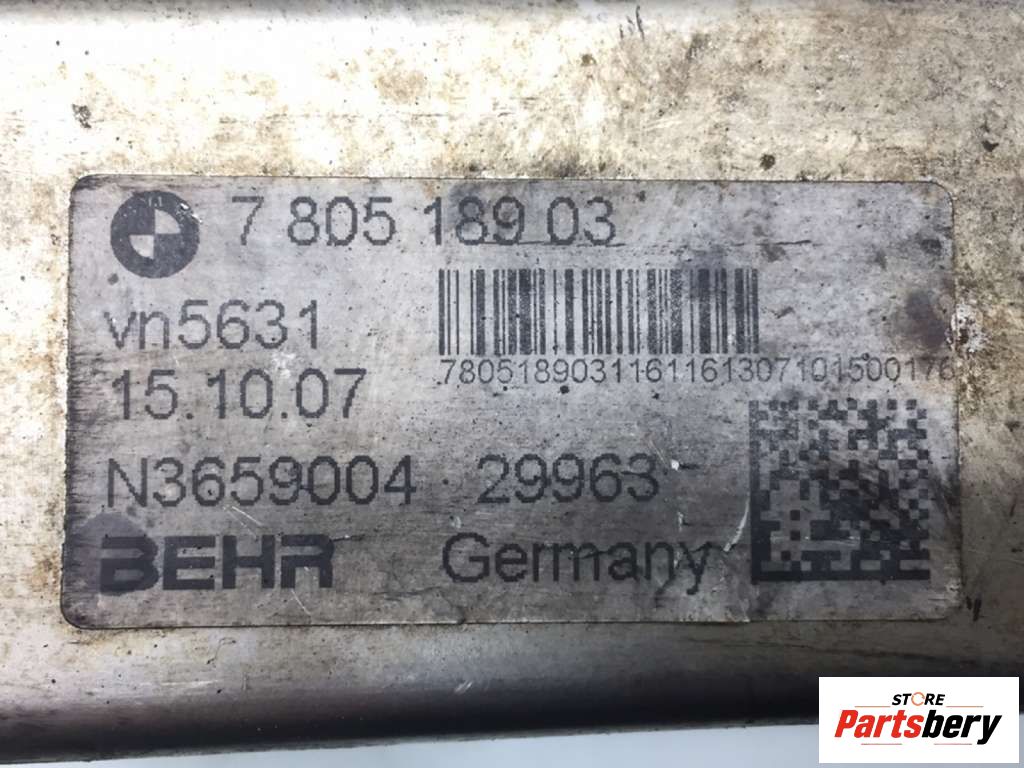 7 805 189 03
vn5631
7805189031161161307101500176
15.10.07
N3659004 29963
BEHR Germany
STORE
Partsbery